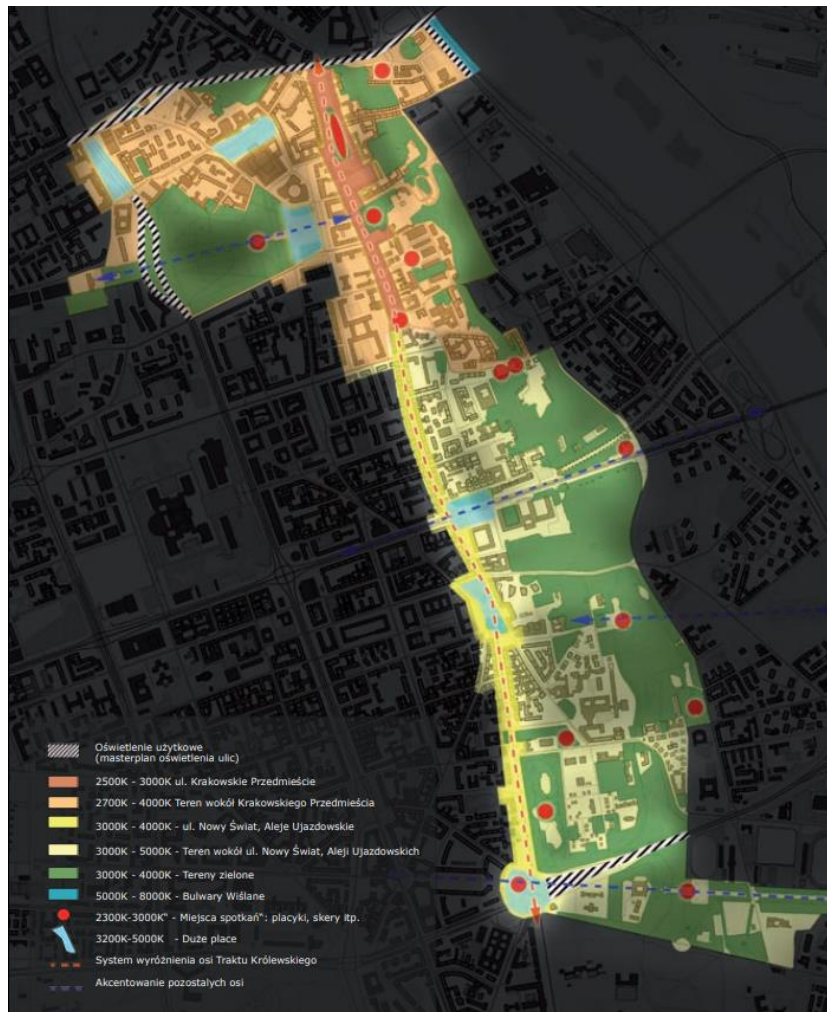 Oświetlenie użytkowe
(masterplan oświetlenia ulic)
2500K - 3000K ul. Krakowskie Przedmieście
2700K - 4000K Teren wokół Krakowskiego Przedmieścia
3000K - 4000K - ul. Nowy Świat, Aleje Ujazdowskie
3000K - 5000K - Teren wokół ul. Nowy Świat, Aleji Ujazdowskich
3000K - 4000K - Tereny zielone
5000K - 8000K - Bulwary Wiślane
2300K-3000K" - Miejsca spotkań": placyki, skery itp.
3200K-5000K - Duże place
System wyróżnienia osi Traktu Królewskiego
Akcentowanie pozostalych osi